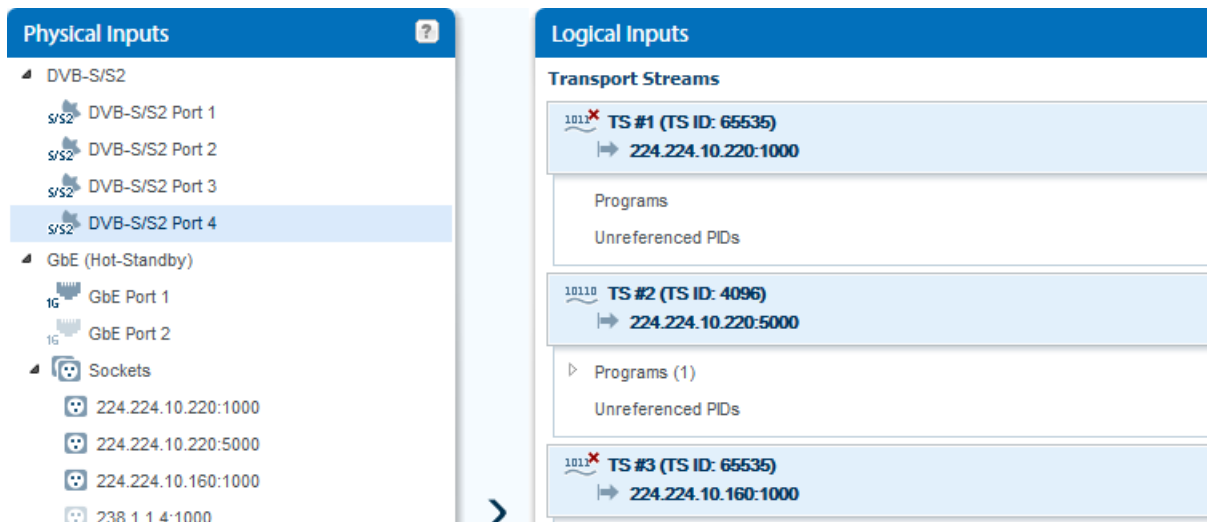 Physical Inputs
?
DVB-S/S2
S/S2 DVB-S/S2 Port 1
S/S2 DVB-S/S2 Port 2
S/S2 DVB-S/S2 Port 3
S/S2 DVB-S/S2 Port 4
GbE (Hot-Standby)
1G GbE Port 1
1G GbE Port 2
Sockets
224.224.10.220:1000
224.224.10.220:5000
224.224.10.160:1000
238.1.1.4:1000
Logical Inputs
Transport Streams
1011 TS #1 (TS ID: 65535)
224.224.10.220:1000
Programs
Unreferenced PIDs
10110 TS #2 (TS ID: 4096)
224.224.10.220:5000
Programs (1)
Unreferenced PIDs
1011 TS #3 (TS ID: 65535)
224.224.10.160:1000